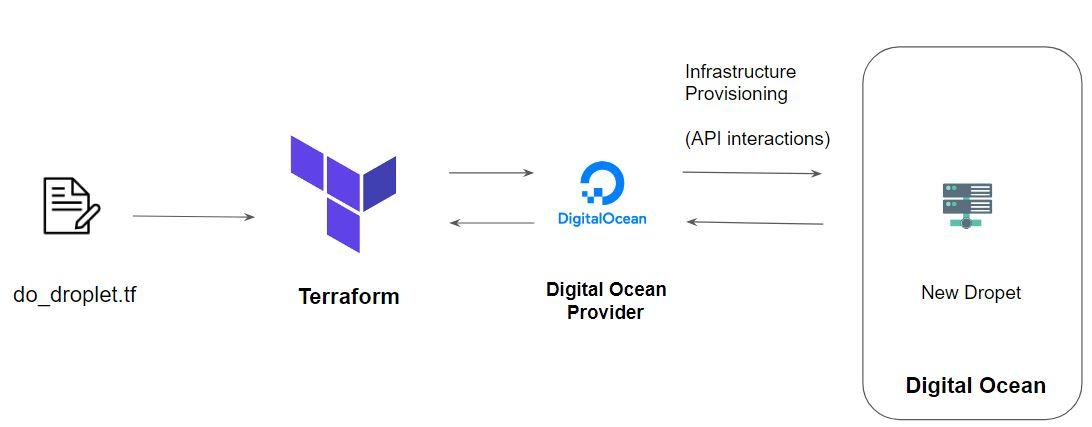 Infrastructure
Provisioning
(API interactions)
DigitalOcean
do_droplet.tf
Terraform
Digital Ocean
Provider
New Dropet
Digital Ocean